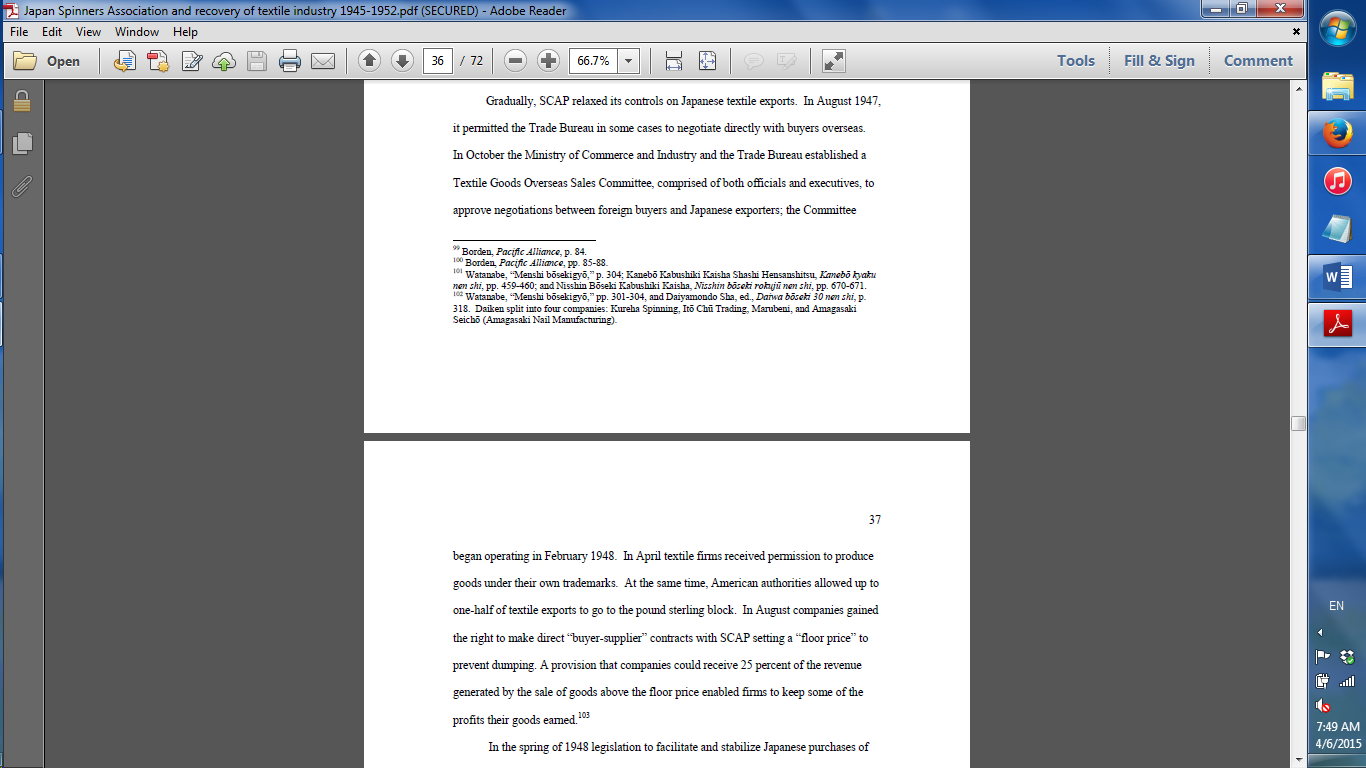 Japan Spinners Association and recovery of textile industry 1945-1952.pdf (SECURED) - Adobe Reader
File Edit View Window Help
Open 36 / 72 66.7% Tools Fill & Sign Comment
Gradually, SCAP relaxed its controls on Japanese textile exports. In August 1947,
it permitted the Trade Bureau in some cases to negotiate directly with buyers overseas.
In October the Ministry of Commerce and Industry and the Trade Bureau established a
Textile Goods Overseas Sales Committee, comprised of both officials and executives, to
approve negotiations between foreign buyers and Japanese exporters; the Committee
99 Borden, Pacific Alliance, p. 84.
100 Borden, Pacific Alliance, pp. 85-88.
101 Watanabe, “Menshi bōsekigyō,” p. 304; Kanebō Kabushiki Kaisha Shashi Hensanshitsu, Kanebō kyaku
nen shi, pp. 459-460; and Nisshin Bōseki Kabushiki Kaisha, Nisshin bōseki rokujū nen shi, pp. 670-671.
102 Watanabe, “Menshi bōsekigyō,” pp. 301-304, and Daiyamondo Sha, ed., Daiwa bōseki 30 nen shi, p.
318. Daiken split into four companies: Kureha Spinning, Itō Chū Trading, Marubeni, and Amagasaki
Seichō (Amagasaki Nail Manufacturing).
37
began operating in February 1948. In April textile firms received permission to produce
goods under their own trademarks. At the same time, American authorities allowed up to
one-half of textile exports to go to the pound sterling block. In August companies gained
the right to make direct “buyer-supplier” contracts with SCAP setting a “floor price” to
prevent dumping. A provision that companies could receive 25 percent of the revenue
generated by the sale of goods above the floor price enabled firms to keep some of the
profits their goods earned.103
In the spring of 1948 legislation to facilitate and stabilize Japanese purchases of
EN
7:49 AM
4/6/2015